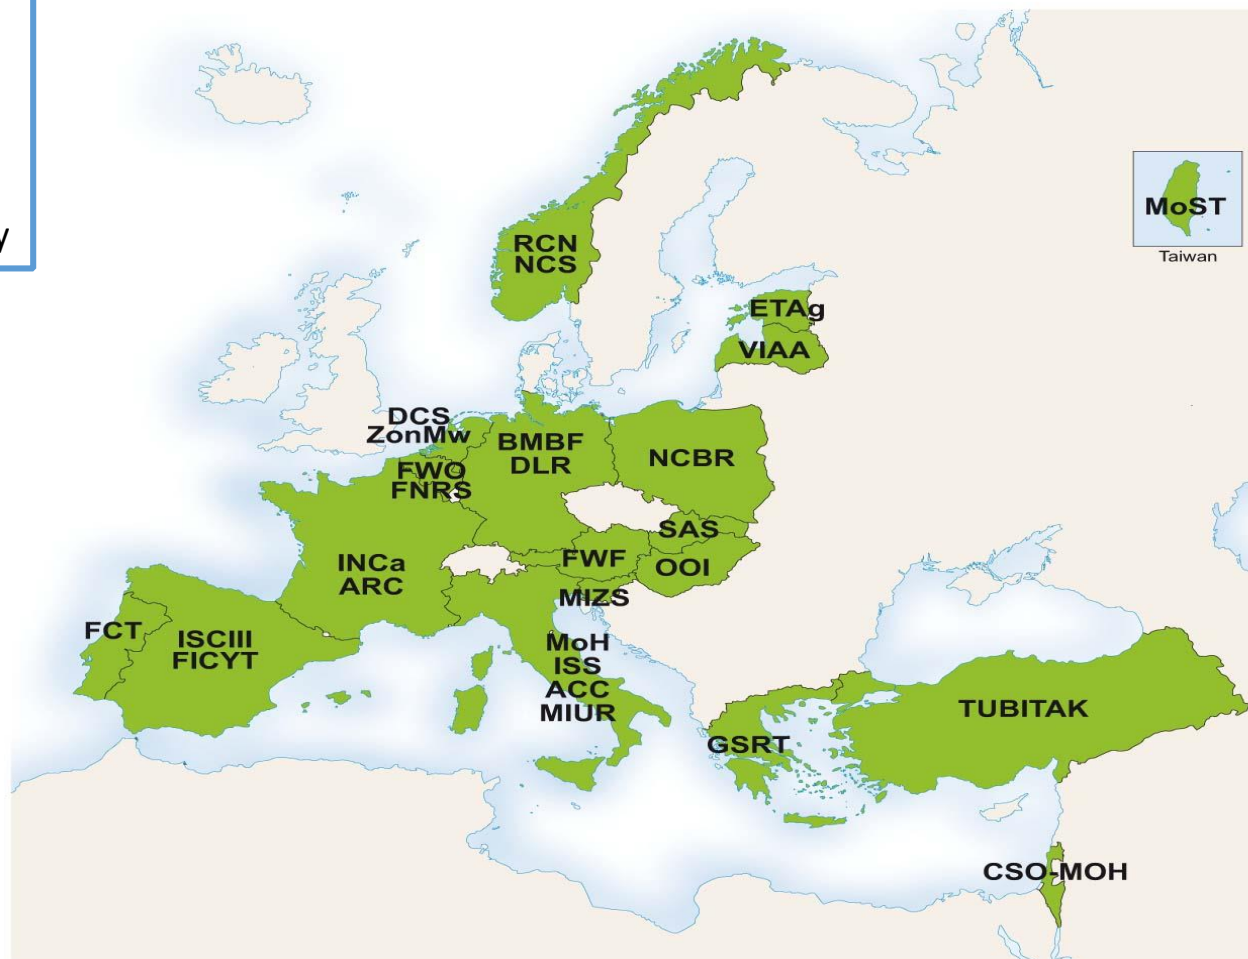 y
RCN
NCS
MoST
Taiwan
ETAg
VIAA
DCS
ZonMw
BMBF
DLR
NCBR
FWO
FNRS
SAS
INCa
ARC
FWF
OOI
MIZS
FCT
ISCIII
FICYT
MoH
ISS
ACC
MIUR
TUBITAK
GSRT
CSO-MOH